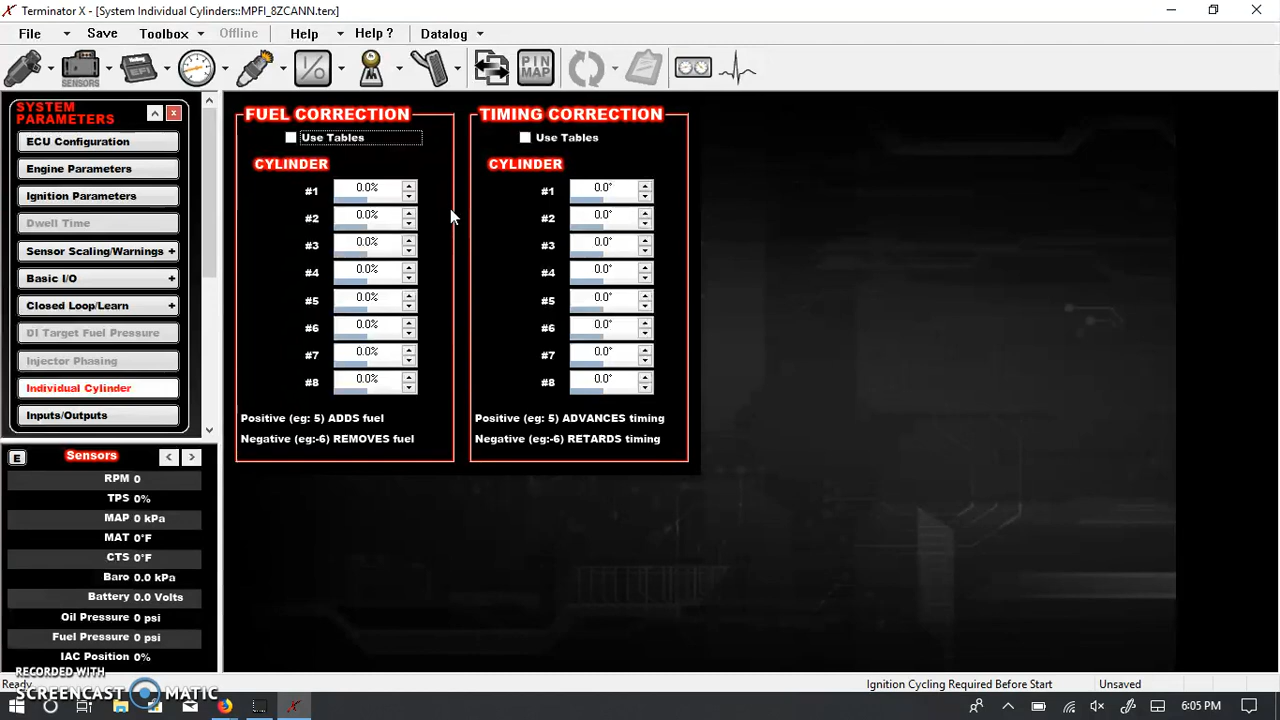 Terminator X - [System Individual Cylinders::MPFI_8ZCANN.terx]
File Save Toolbox Offline Help Help ? Datalog
EFI SENSORS I/O PIN MAP
SYSTEM PARAMETERS
ECU Configuration
Engine Parameters
Ignition Parameters
Dwell Time
Sensor Scaling/Warnings +
Basic I/O +
Closed Loop/Learn +
DI Target Fuel Pressure
Injector Phasing
Individual Cylinder
Inputs/Outputs
E Sensors < >
RPM 0
TPS 0%
MAP 0 kPa
MAT 0°F
CTS 0°F
Baro 0.0 kPa
Battery 0.0 Volts
Oil Pressure 0 psi
Fuel Pressure 0 psi
IAC Position 0%
FUEL CORRECTION
Use Tables
CYLINDER
#1 0.0%
#2 0.0%
#3 0.0%
#4 0.0%
#5 0.0%
#6 0.0%
#7 0.0%
#8 0.0%
Positive (eg: 5) ADDS fuel
Negative (eg:-6) REMOVES fuel
TIMING CORRECTION
Use Tables
CYLINDER
#1 0.0°
#2 0.0°
#3 0.0°
#4 0.0°
#5 0.0°
#6 0.0°
#7 0.0°
#8 0.0°
Positive (eg: 5) ADVANCES timing
Negative (eg:-6) RETARDS timing
RECORDED WITH
SCREENCAST MATIC
Ready Ignition Cycling Required Before Start Unsaved
6:05 PM